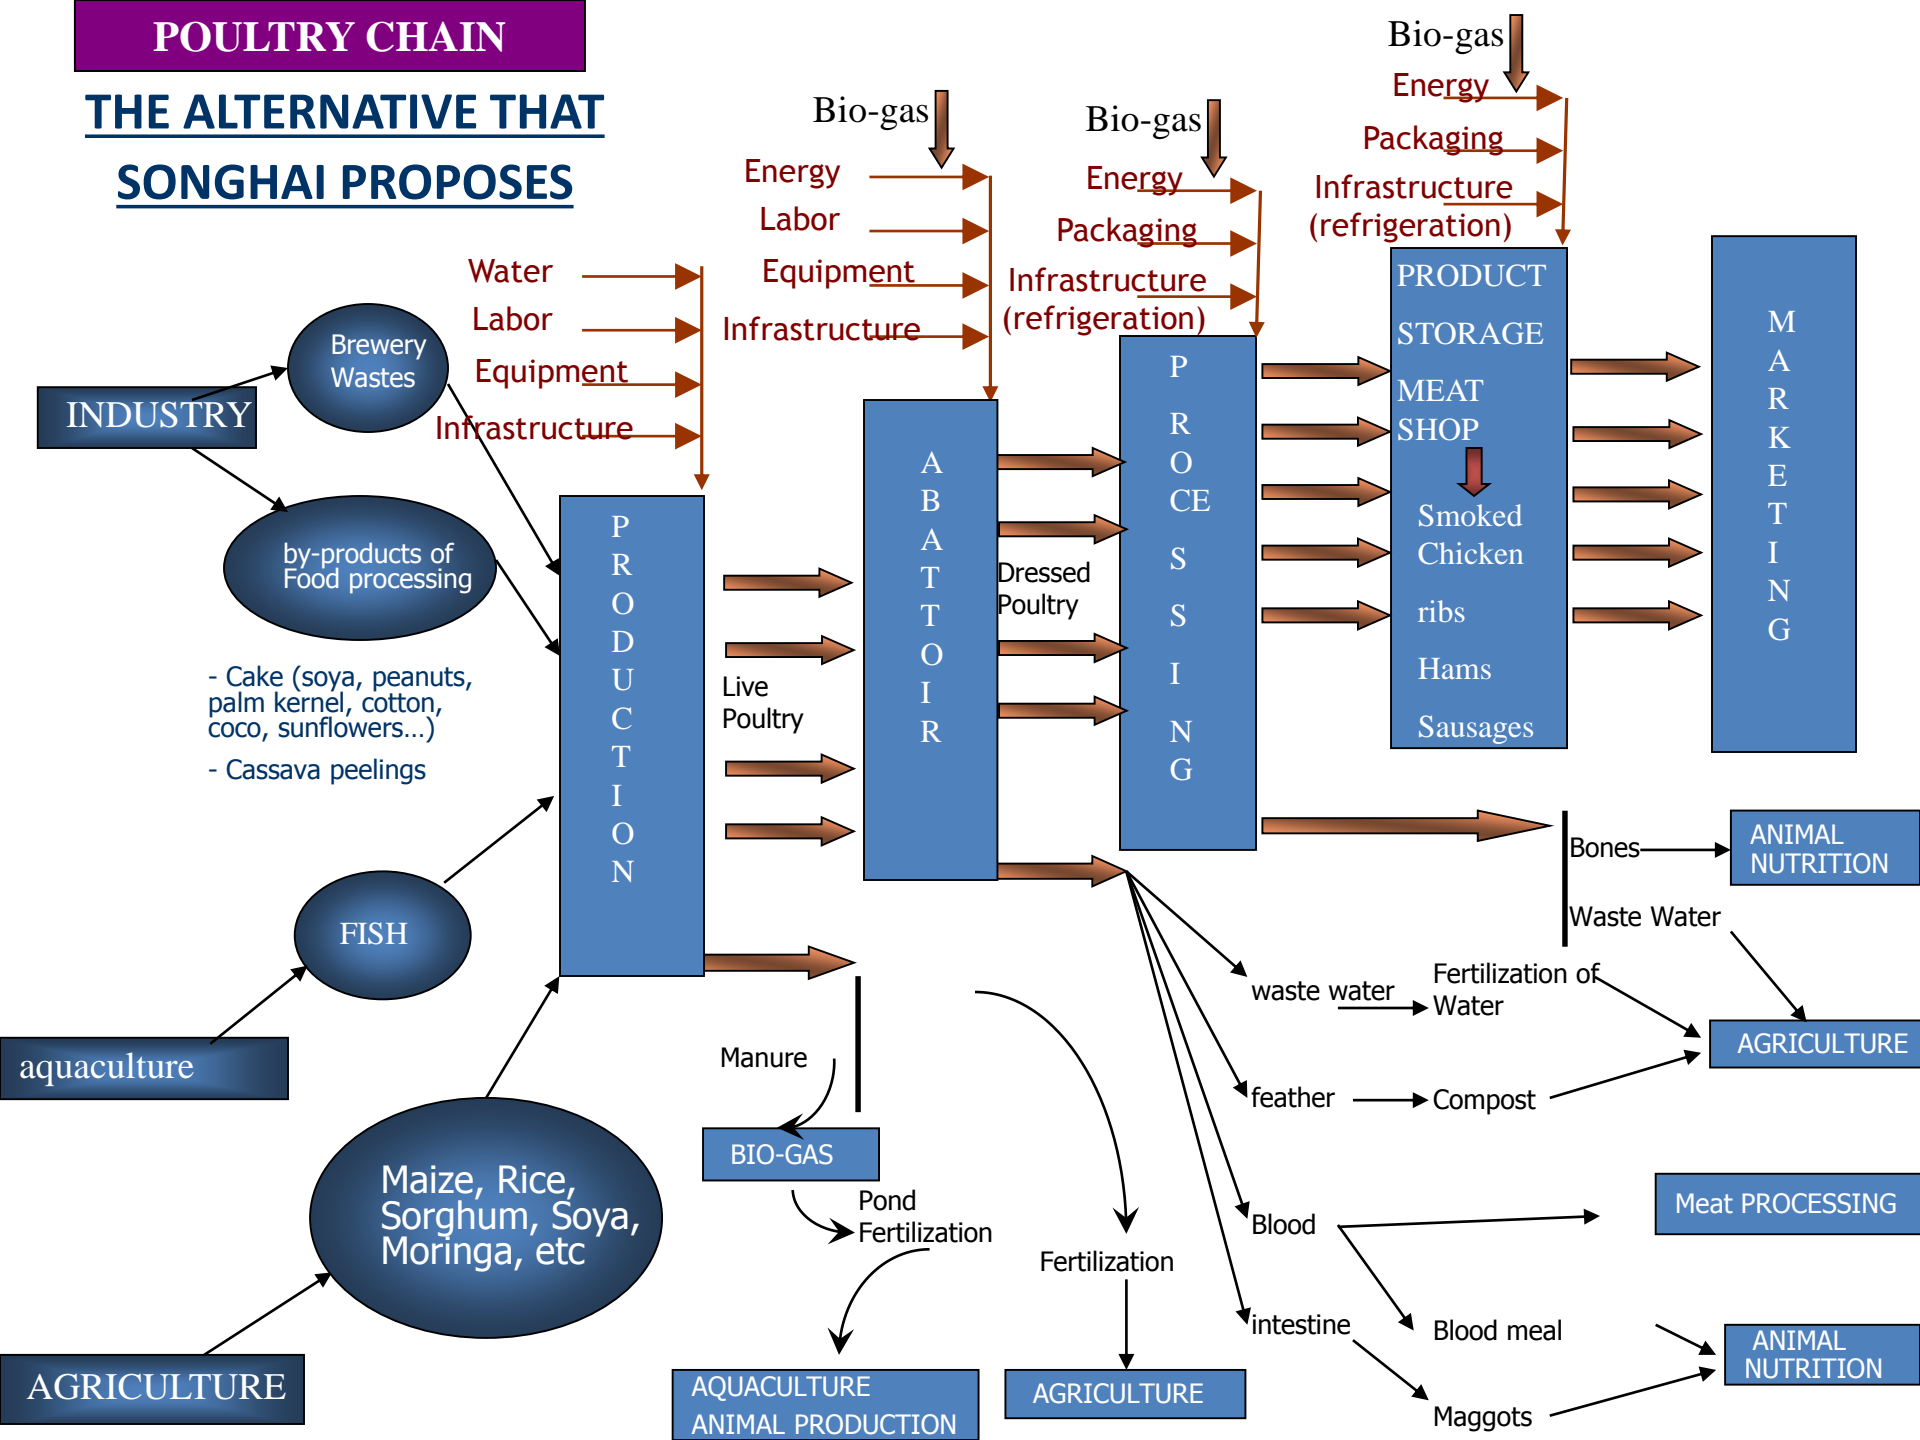 POULTRY CHAIN
THE ALTERNATIVE THAT
SONGHAI PROPOSES
Bio-gas
Energy
Packaging
Infrastructure
(refrigeration)
Bio-gas
Energy
Packaging
Infrastructure
(refrigeration)
Bio-gas
Energy
Labor
Equipment
Infrastructure
Water
Labor
Equipment
Infrastructure
INDUSTRY
Brewery
Wastes
by-products of
Food processing
- Cake (soya, peanuts,
palm kernel, cotton,
coco, sunflowers...)
- Cassava peelings
FISH
aquaculture
Maize, Rice,
Sorghum, Soya,
Moringa, etc
AGRICULTURE
P
R
O
D
U
C
T
I
O
N
Live
Poultry
A
B
A
T
T
O
I
R
Dressed
Poultry
P
R
O
CE
S
S
I
N
G
PRODUCT
STORAGE
MEAT
SHOP
Smoked
Chicken
ribs
Hams
Sausages
M
A
R
K
E
T
I
N
G
Bones
ANIMAL
NUTRITION
Waste Water
waste water
Fertilization of
Water
AGRICULTURE
feather
Compost
Manure
BIO-GAS
Pond
Fertilization
Fertilization
Blood
Meat PROCESSING
intestine
Blood meal
ANIMAL
NUTRITION
Maggots
AQUACULTURE
ANIMAL PRODUCTION
AGRICULTURE